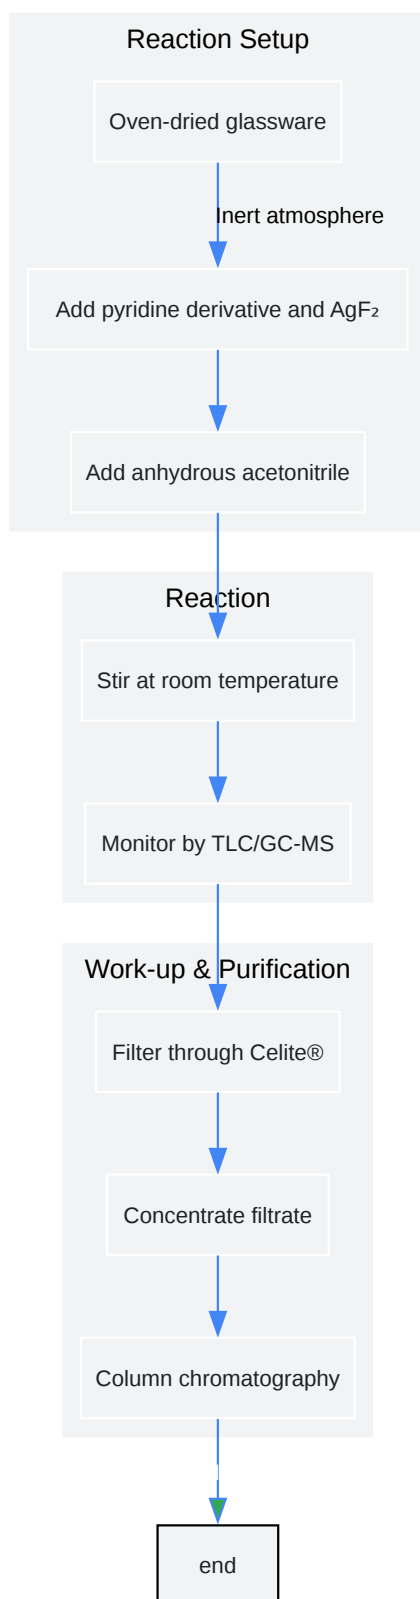 Reaction Setup
Oven-dried glassware
Inert atmosphere
Add pyridine derivative and AgF₂
Add anhydrous acetonitrile
Reaction
Stir at room temperature
Monitor by TLC/GC-MS
Work-up & Purification
Filter through Celite®
Concentrate filtrate
Column chromatography
end